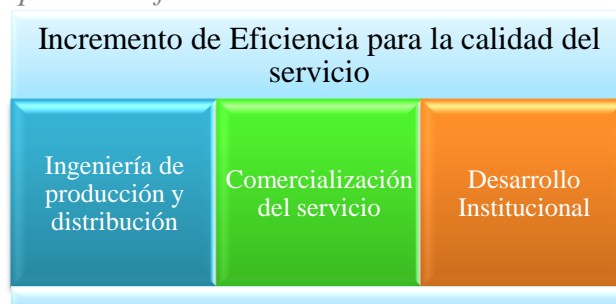 Incremento de Eficiencia para la calidad del
servicio
Ingeniería de
producción y
distribución
Comercialización
del servicio
Desarrollo
Institucional